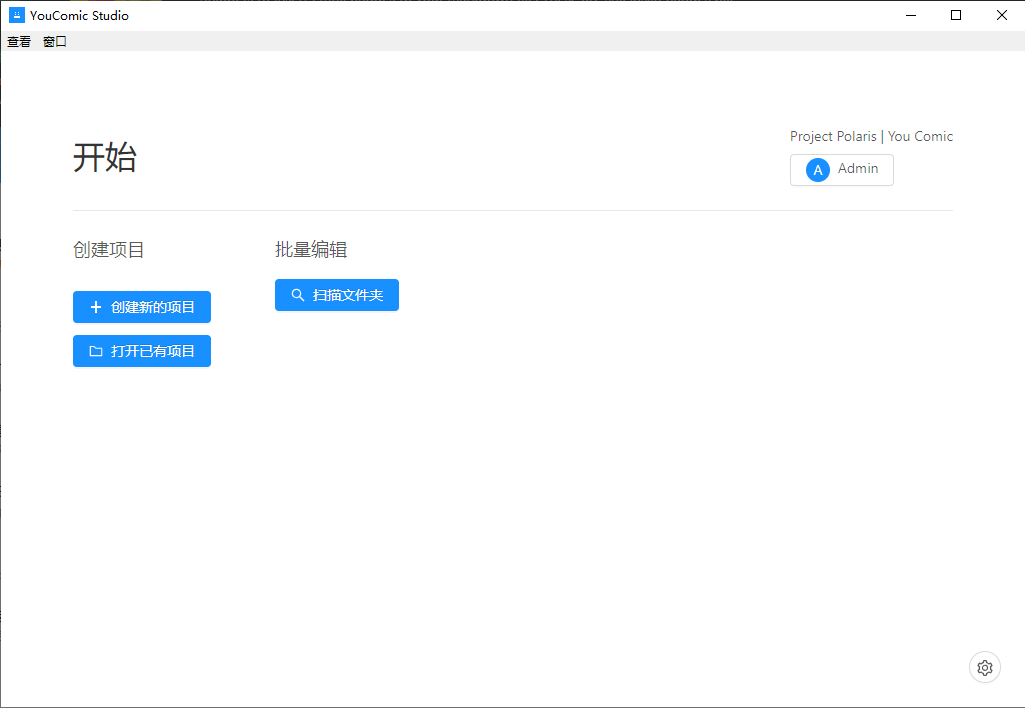 YouComic Studio
查看 窗口
开始
Project Polaris | You Comic
A Admin
创建项目
创建新的项目
打开已有项目
批量编辑
扫描文件夹